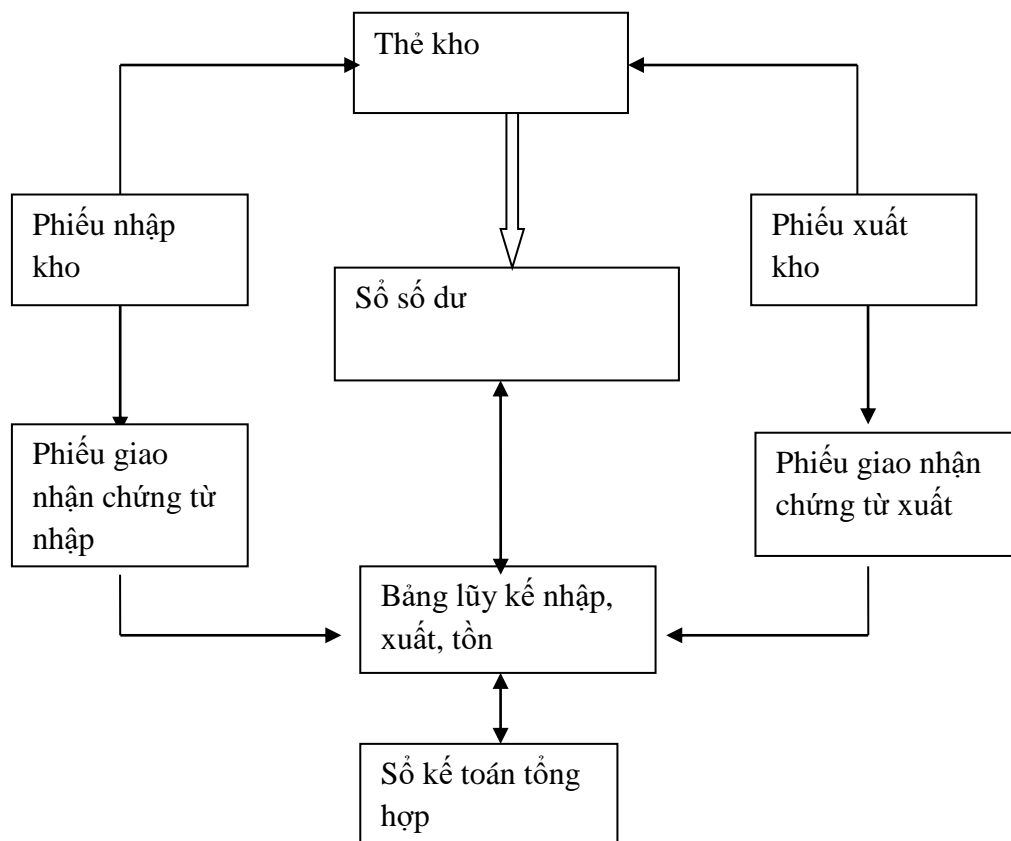 Thẻ kho
Phiếu nhập
kho
Phiếu xuất
kho
Sổ số dư
Phiếu giao
nhận chứng từ
nhập
Phiếu giao nhận
chứng từ xuất
Bảng lũy kế nhập,
xuất, tồn
Sổ kế toán tổng
hợp